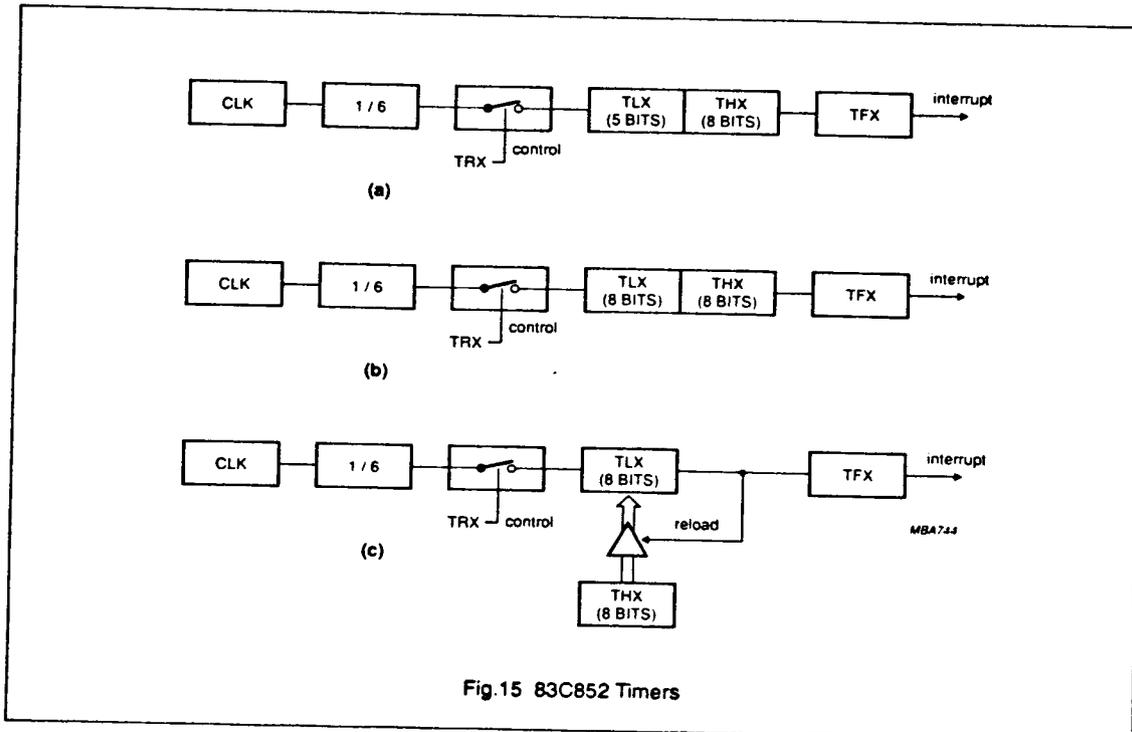 CLK
1 / 6
TRX
control
TLX
(5 BITS)
THX
(8 BITS)
TFX
interrupt
(a)
CLK
1 / 6
TRX
control
TLX
(8 BITS)
THX
(8 BITS)
TFX
interrupt
(b)
CLK
1 / 6
TRX
control
TLX
(8 BITS)
reload
THX
(8 BITS)
TFX
interrupt
(c)
MBA744
Fig.15 83C852 Timers